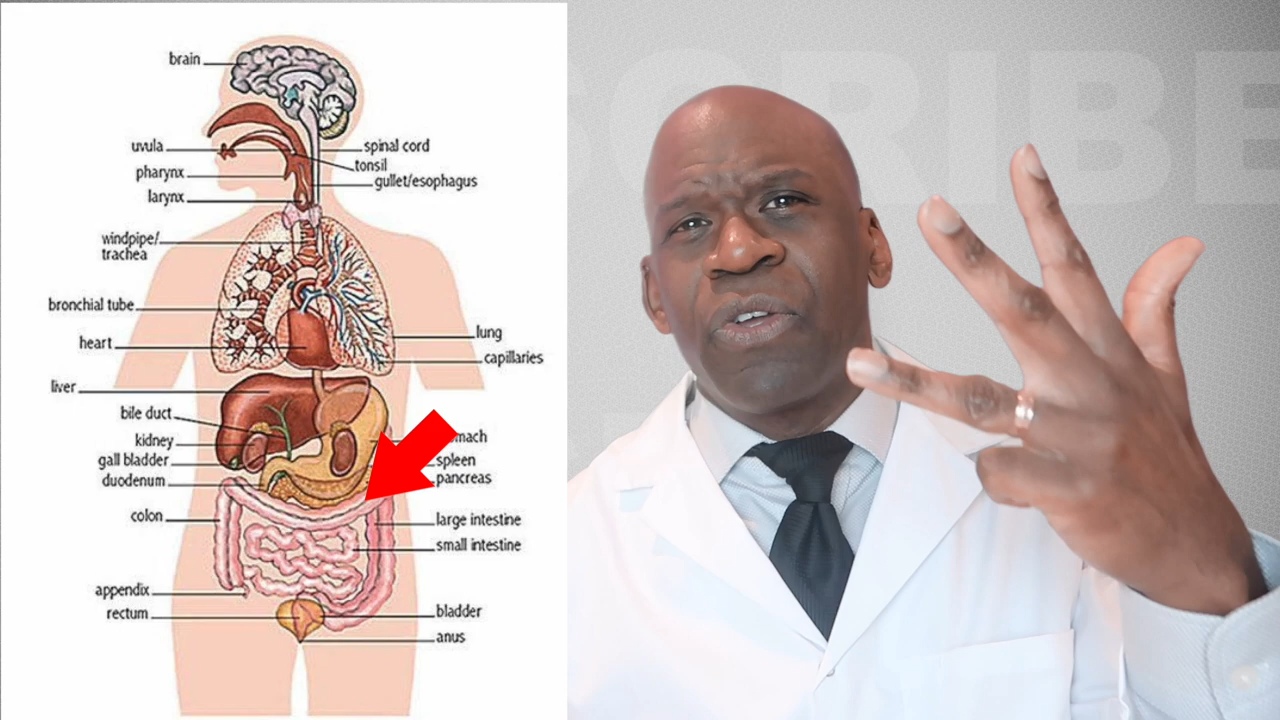 SCRIBE
brain
uvula
spinal cord
tonsil
pharynx
gullet/esophagus
larynx
windpipe/
trachea
bronchial tube
lung
heart
capillaries
liver
bile duct
kidney
mach
gall bladder
spleen
duodenum
pancreas
colon
large intestine
small intestine
appendix
rectum
bladder
anus